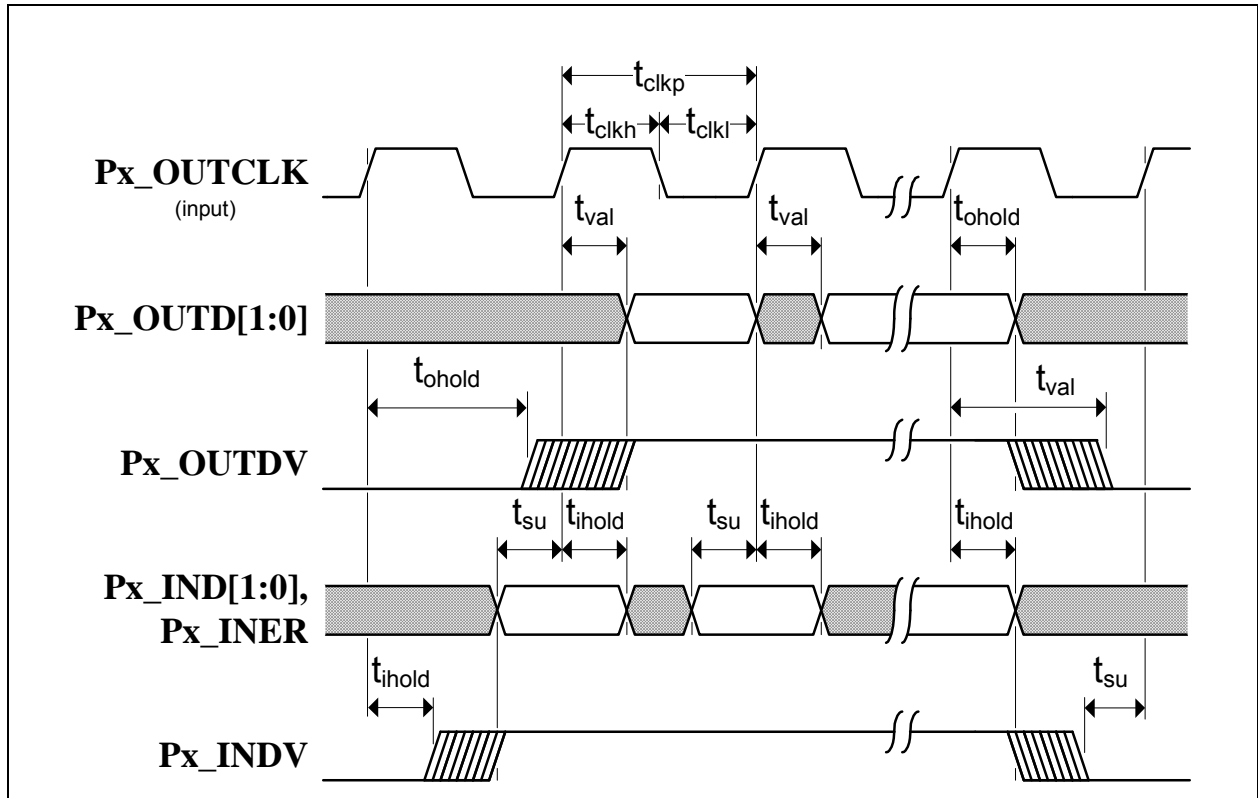 tclkp
tclkh tclkl
Px_OUTCLK
(input)
tval tval tohold
Px_OUTD[1:0]
tohold tval
Px_OUTDV
tsu tihold tsu tihold tihold
Px_IND[1:0],
Px_INER
tihold tsu
Px_INDV